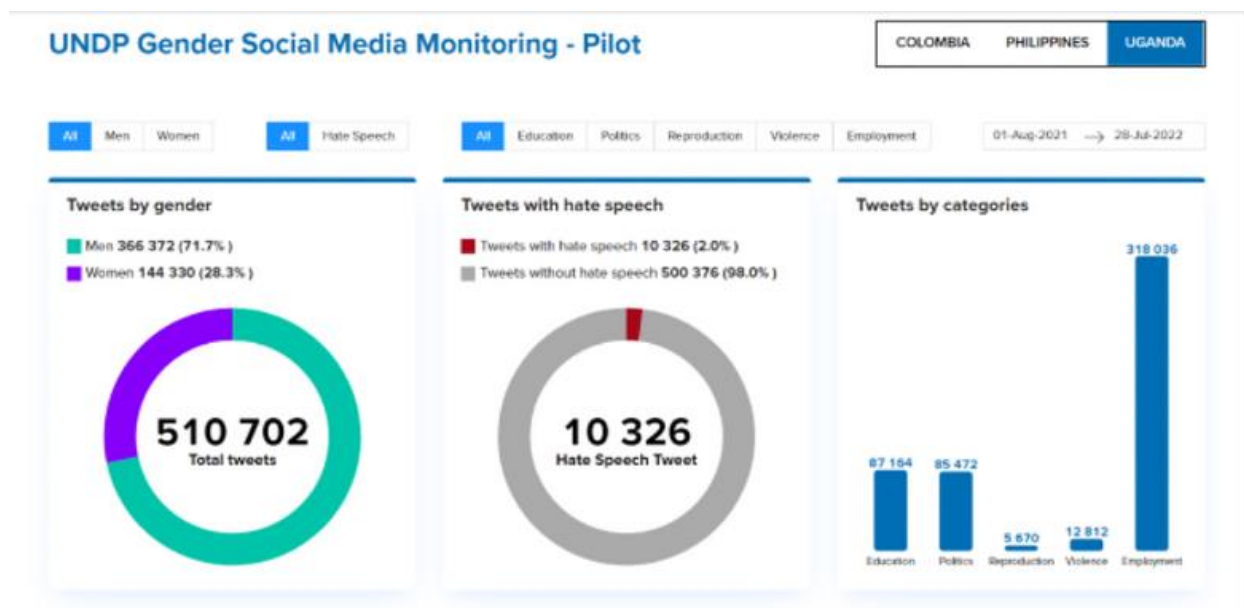 UNDP Gender Social Media Monitoring - Pilot
COLOMBIA PHILIPPINES UGANDA
All Men Women All Hate Speech All Education Politics Reproduction Violence Employment 01-Aug-2021 → 28-Jul-2022
Tweets by gender
Men 366 372 (71.7% )
Women 144 330 (28.3% )
510 702
Total tweets
Tweets with hate speech
Tweets with hate speech 10 326 (2.0% )
Tweets without hate speech 500 376 (98.0% )
10 326
Hate Speech Tweet
Tweets by categories
318 036
87 164 85 472
5 670 12 812
Education Politics Reproduction Violence Employment